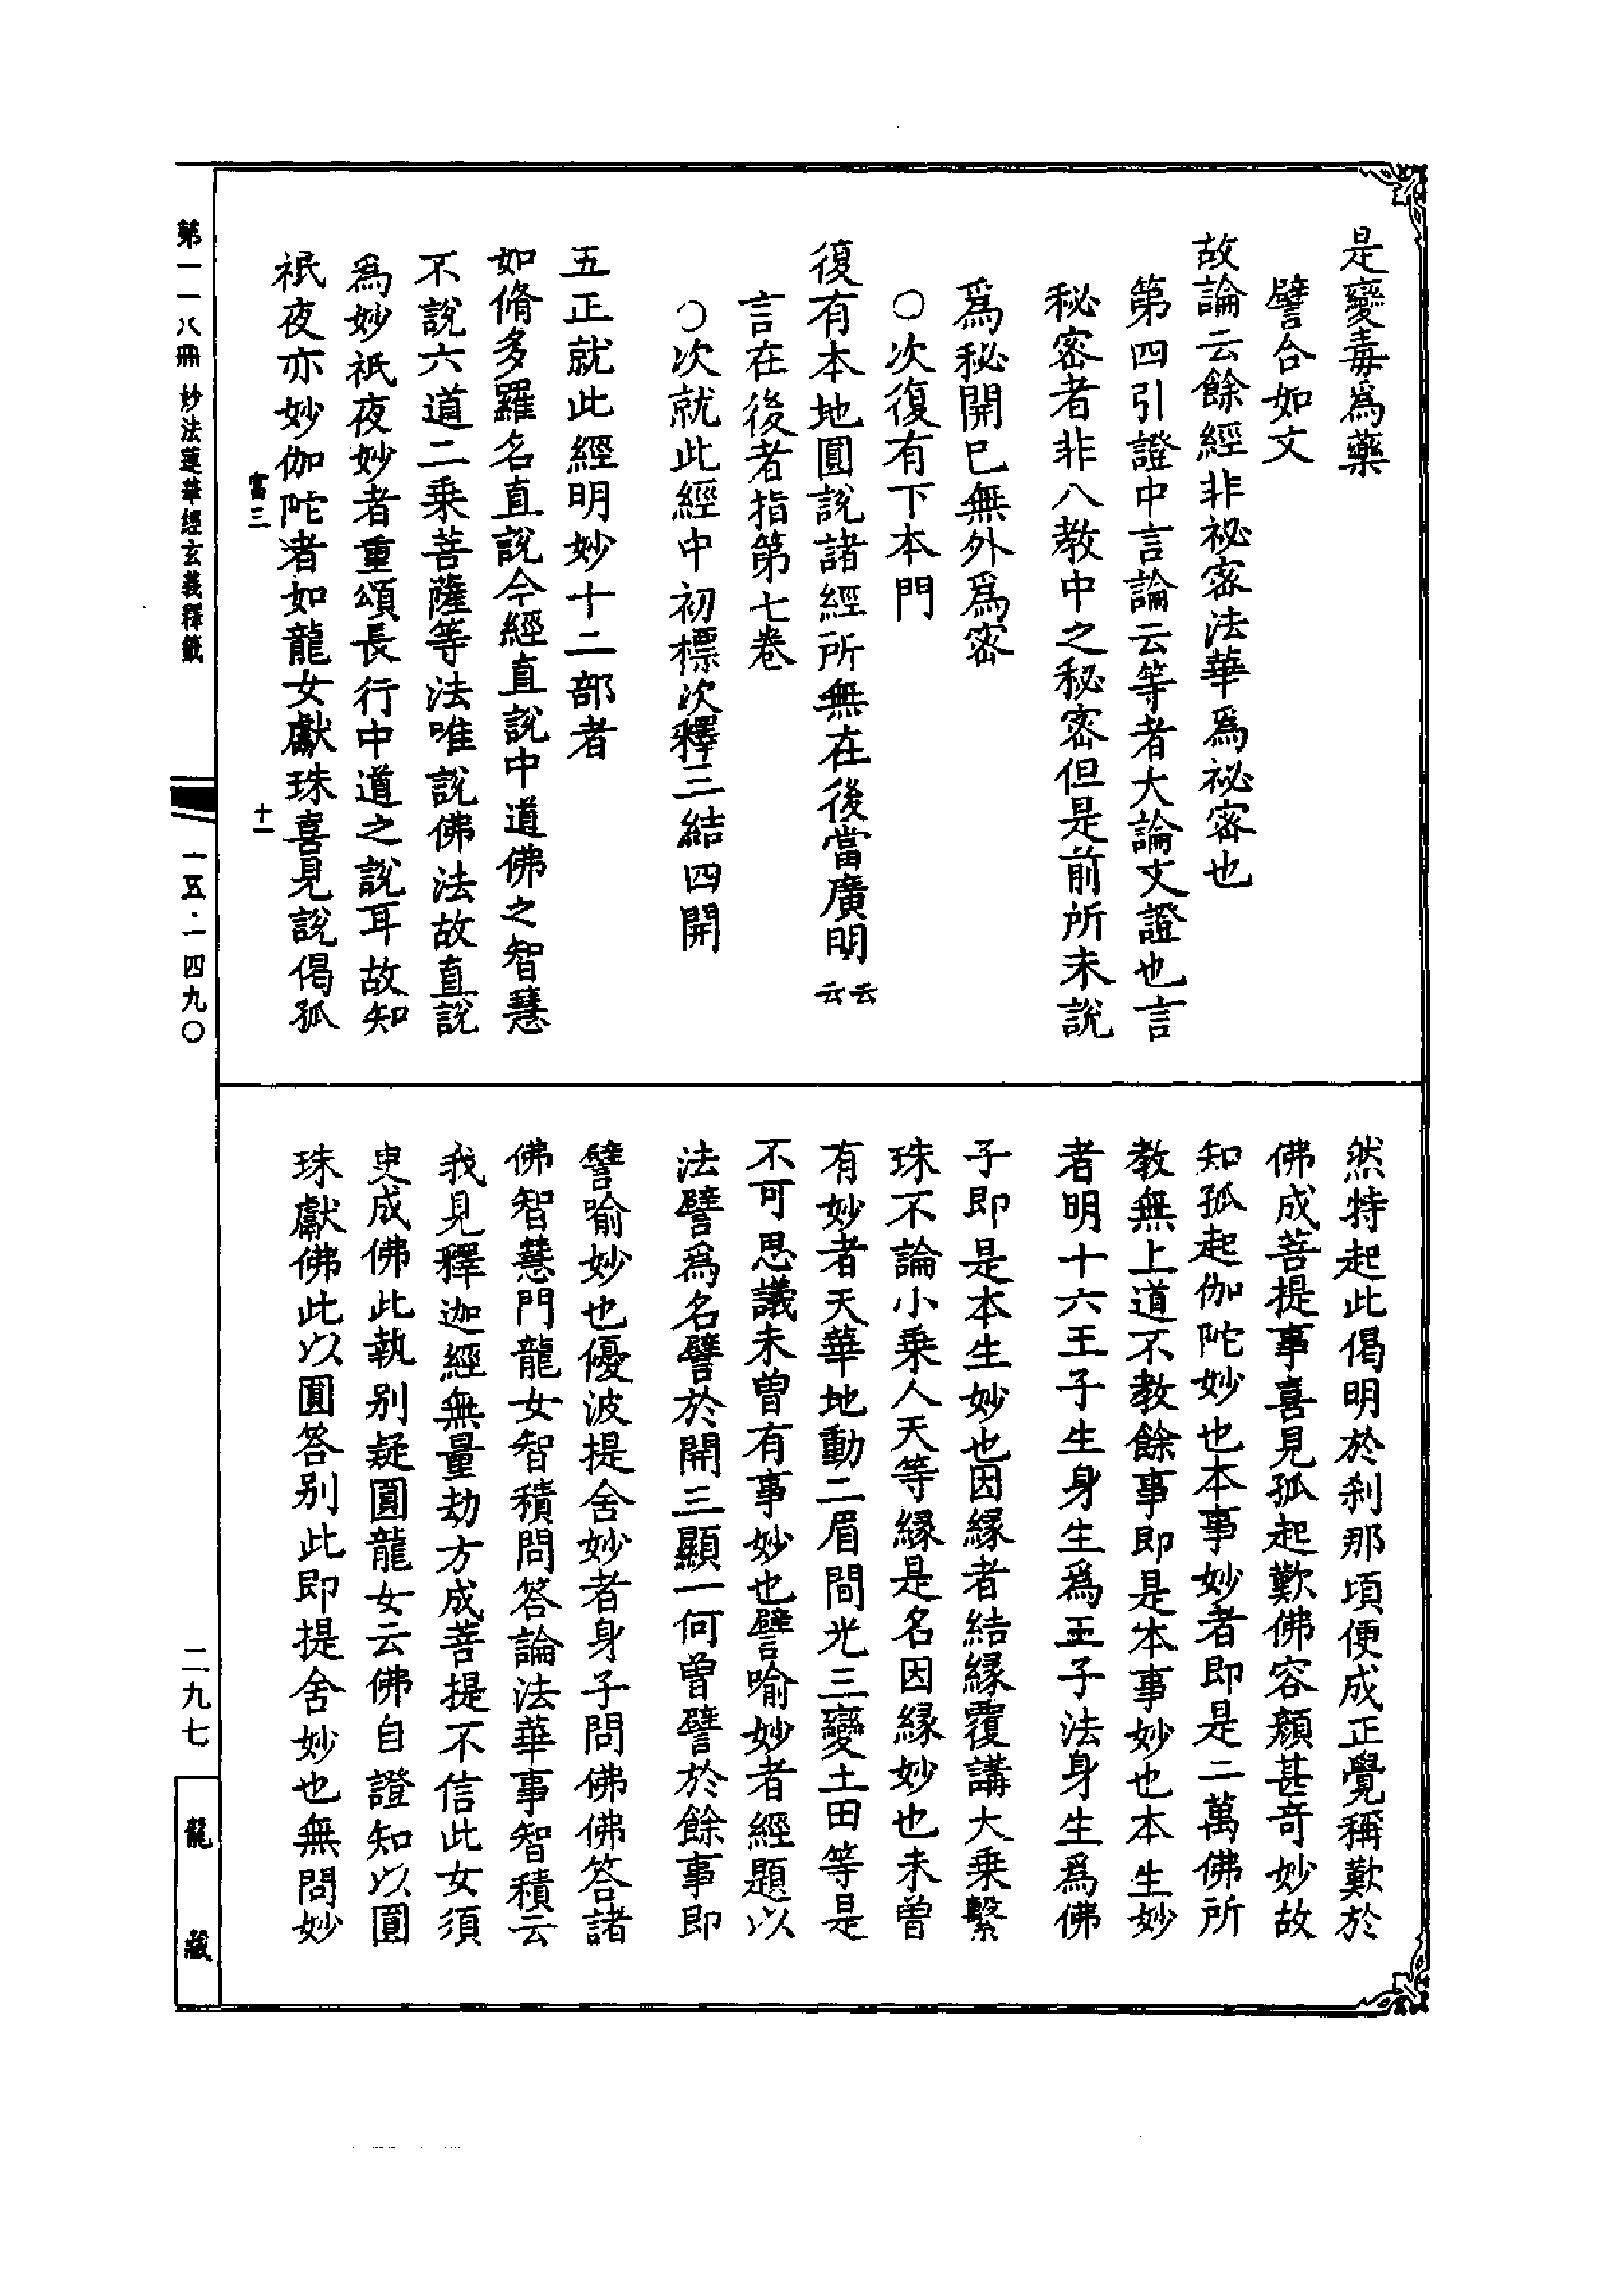 是變毒爲藥
譬合如文
故論云餘經非祕密法華爲祕密也
第四引證中言論云等者大論文證也言
秘密者非八教中之秘密但是前所未說
爲秘開已無外爲密
○次復有下本門
復有本地圓說諸經所無在後當廣明云云
言在後者指第七卷
○次就此經中初標次釋三結四開
五正就此經明妙十二部者
如脩多羅名直說今經直說中道佛之智慧
不說六道二乘菩薩等法唯說佛法故直說
爲妙祇夜妙者重頌長行中道之說耳故知
祇夜亦妙伽陀者如龍女獻珠喜見說偈孤
富三 十一
然特起此偈明於刹那頃便成正覺稱歎於
佛成菩提事喜見孤起歎佛容顏甚奇妙故
知孤起伽陀妙也本事妙者即是二萬佛所
教無上道不教餘事即是本事妙也本生妙
者明十六王子生身生爲王子法身生爲佛
子即是本生妙也因緣者結緣覆講大乘繫
珠不論小乘人天等緣是名因緣妙也未曾
有妙者天華地動二眉間光三變土田等是
不可思議未曾有事妙也譬喻妙者經題以
法譬爲名譬於開三顯一何曾譬於餘事即
譬喻妙也優波提舍妙者身子問佛佛答諸
佛智慧門龍女智積問答論法華事智積云
我見釋迦經無量劫方成菩提不信此女須
臾成佛此執別疑圓龍女云佛自證知以圓
珠獻佛此以圓答別此即提舍妙也無問妙
第一一八冊 妙法蓮華經玄義釋籤
一五·一四九〇
二九七
龍藏